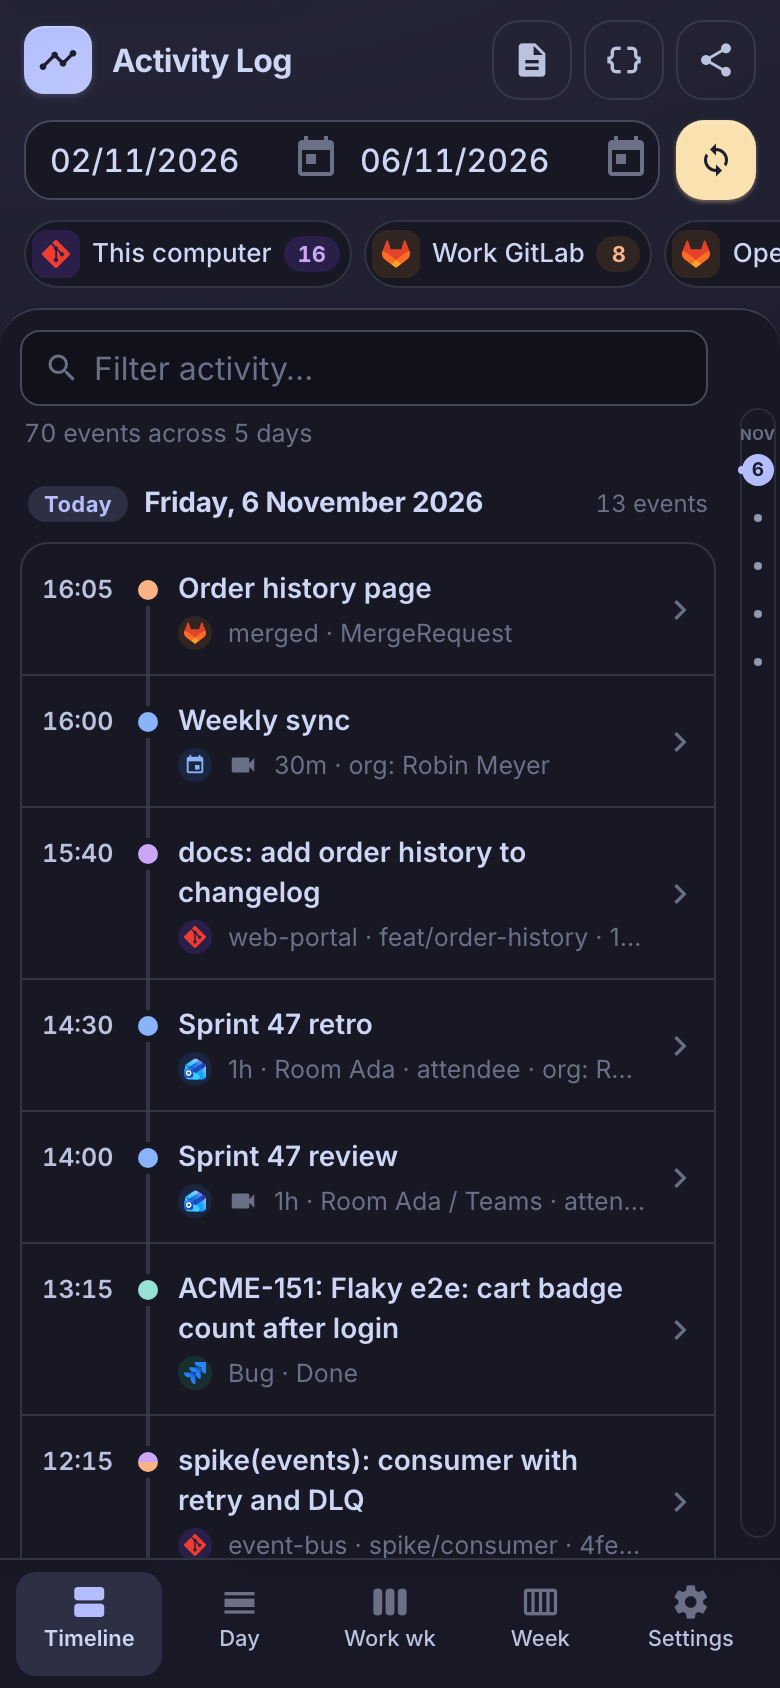 Activity Log
02/11/2026
06/11/2026
This computer 16
Work GitLab 8
Ope
Filter activity...
70 events across 5 days
NOV
6
Today Friday, 6 November 2026 13 events
16:05 Order history page
merged · MergeRequest
16:00 Weekly sync
30m · org: Robin Meyer
15:40 docs: add order history to
changelog
web-portal · feat/order-history · 1...
14:30 Sprint 47 retro
1h · Room Ada · attendee · org: R...
14:00 Sprint 47 review
1h · Room Ada / Teams · atten...
13:15 ACME-151: Flaky e2e: cart badge
count after login
Bug · Done
12:15 spike(events): consumer with
retry and DLQ
event-bus · spike/consumer · 4fe...
Timeline
Day
Work wk
Week
Settings